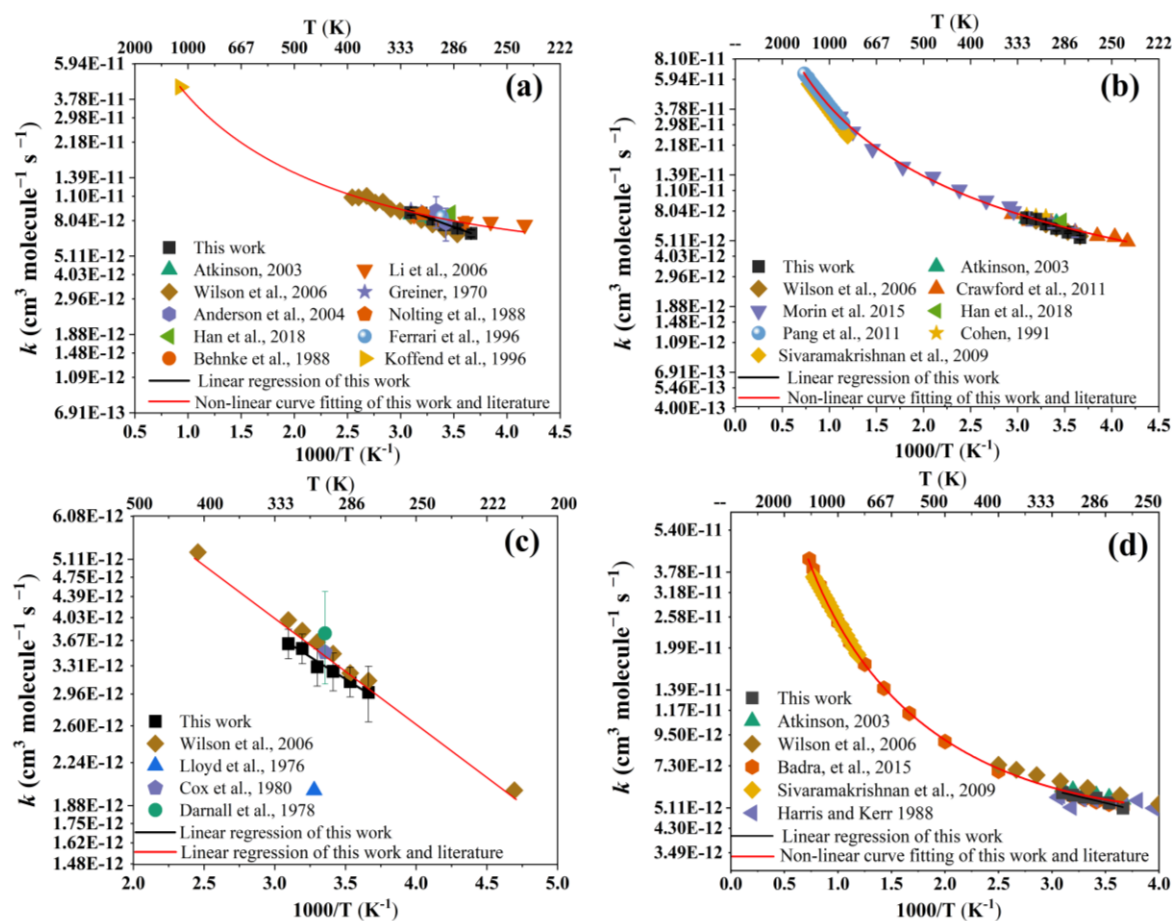 T (K)
2000 1000 667 500 400 333 286 250 222
5.94E-11
3.78E-11
2.98E-11
2.18E-11
1.39E-11
1.10E-11
8.04E-12
5.11E-12
4.03E-12
2.96E-12
1.88E-12
1.48E-12
1.09E-12
6.91E-13
k (cm³ molecule⁻¹ s⁻¹)
(a)
This work
Atkinson, 2003
Li et al., 2006
Wilson et al., 2006
Greiner, 1970
Anderson et al., 2004
Nolting et al., 1988
Han et al., 2018
Ferrari et al., 1996
Behnke et al., 1988
Koffend et al., 1996
Linear regression of this work
Non-linear curve fitting of this work and literature
0.5 1.0 1.5 2.0 2.5 3.0 3.5 4.0 4.5
1000/T (K⁻¹)
T (K)
-- 2000 1000 667 500 400 333 286 250 222
8.10E-11
5.94E-11
3.78E-11
2.98E-11
2.18E-11
1.39E-11
1.10E-11
8.04E-12
5.11E-12
4.03E-12
2.96E-12
1.88E-12
1.48E-12
1.09E-12
6.91E-13
5.46E-13
4.00E-13
k (cm³ molecule⁻¹ s⁻¹)
(b)
This work
Atkinson, 2003
Wilson et al., 2006
Crawford et al., 2011
Morin et al. 2015
Han et al., 2018
Pang et al., 2011
Cohen, 1991
Sivaramakrishnan et al., 2009
Linear regression of this work
Non-linear curve fitting of this work and literature
0.0 0.5 1.0 1.5 2.0 2.5 3.0 3.5 4.0 4.5
1000/T (K⁻¹)
T (K)
500 400 333 286 250 222 200
6.08E-12
5.11E-12
4.75E-12
4.39E-12
4.03E-12
3.67E-12
3.31E-12
2.96E-12
2.60E-12
2.24E-12
1.88E-12
1.75E-12
1.62E-12
1.48E-12
k (cm³ molecule⁻¹ s⁻¹)
(c)
This work
Wilson et al., 2006
Lloyd et al., 1976
Cox et al., 1980
Darnall et al., 1978
Linear regression of this work
Linear regression of this work and literature
2.0 2.5 3.0 3.5 4.0 4.5 5.0
1000/T (K⁻¹)
T (K)
-- 2000 1000 667 500 400 333 286 250
5.40E-11
3.78E-11
3.18E-11
2.58E-11
1.99E-11
1.39E-11
1.17E-11
9.50E-12
7.30E-12
5.11E-12
4.30E-12
3.49E-12
k (cm³ molecule⁻¹ s⁻¹)
(d)
This work
Atkinson, 2003
Wilson et al., 2006
Badra, et al., 2015
Sivaramakrishnan et al., 2009
Harris and Kerr 1988
Linear regression of this work
Non-linear curve fitting of this work and literature
0.0 0.5 1.0 1.5 2.0 2.5 3.0 3.5 4.0
1000/T (K⁻¹)